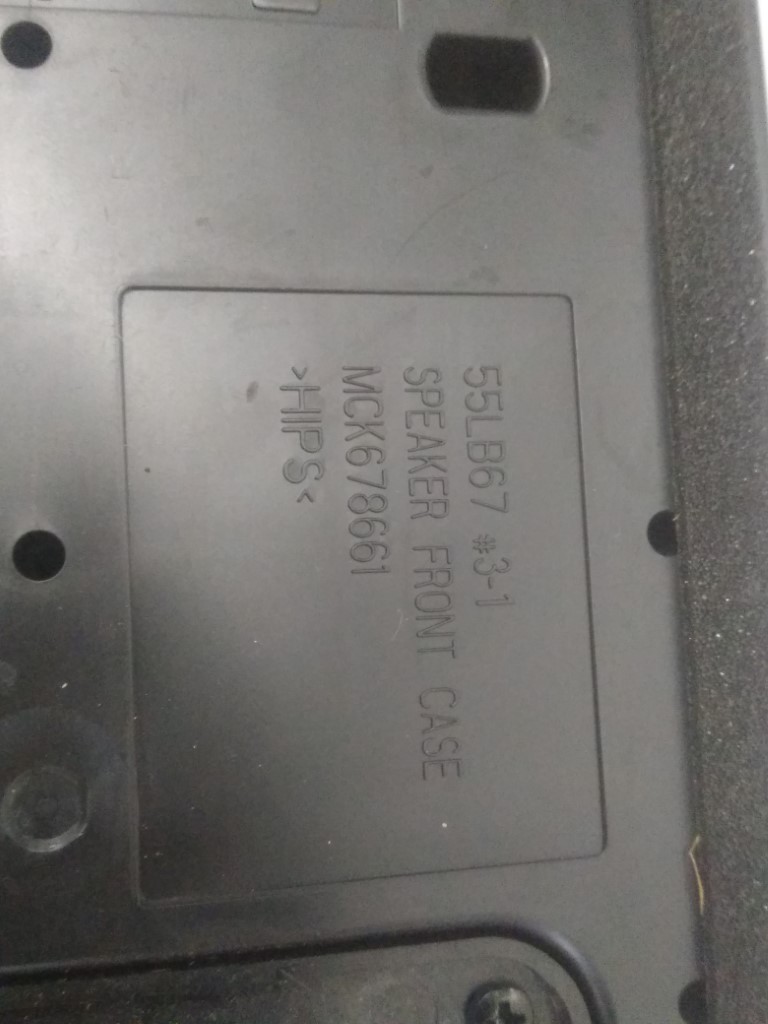 55LB67 #3-1
SPEAKER FRONT CASE
MCK678661
>HIPS<